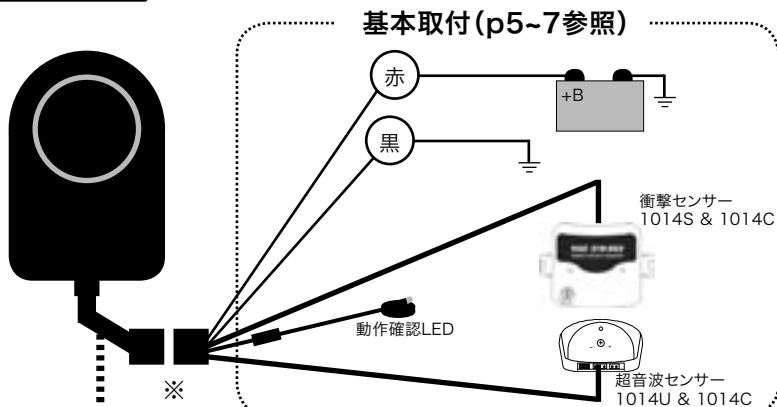 基本取付(p5~7参照)
赤
+B
黒
衝撃センサー
1014S & 1014C
動作確認LED
※
超音波センサー
1014U & 1014C